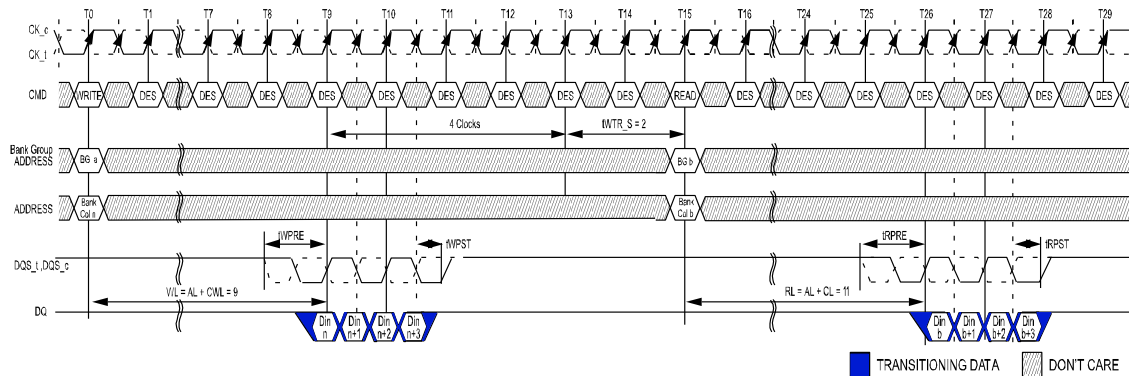 T0 T1 T7 T8 T9 T10 T11 T12 T13 T14 T15 T16 T24 T25 T26 T27 T28 T29
CK_c
CK_t
CMD WRITE DES DES DES DES DES DES DES DES DES READ DES DES DES DES DES DES DES
4 Clocks tWTR_S = 2
Bank Group
ADDRESS BG a BG b
ADDRESS Bank Col n Bank Col b
tWPRE tWPST tRPRE tRPST
DQS_t ,DQS_c
WL = AL + CWL = 9 RL = AL + CL = 11
DQ Din n Din n+1 Din n+2 Din n+3 Din b Din b+1 Din b+2 Din b+3
TRANSITIONING DATA DON'T CARE